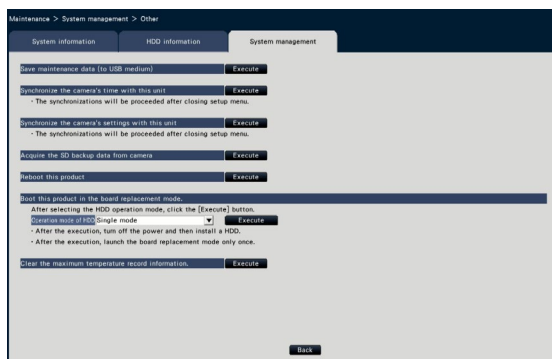 Maintenance > System management > Other
System information HDD information System management
Save maintenance data (to USB medium) Execute
Synchronize the camera's time with this unit Execute
・The synchronizations will be proceeded after closing setup menu.
Synchronize the camera's settings with this unit Execute
・The synchronizations will be proceeded after closing setup menu.
Acquire the SD backup data from camera Execute
Reboot this product Execute
Boot this product in the board replacement mode.
After selecting the HDD operation mode, click the [Execute] button.
Operation mode of HDD Single mode Execute
・After the execution, turn off the power and then install a HDD.
・After the execution, launch the board replacement mode only once.
Clear the maximum temperature record information. Execute
Back